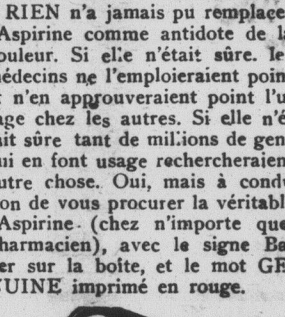 RIEN n'a jamais pu remplace
Aspirine comme antidote de l
ouleur. Si elle n'était sûre. le
édecins ne l'emploieraient poin
r n'en approuveraient point l'u
age chez les autres. Si elle n'é
ait sûre tant de millions de gen
ui en font usage rechercheraien
utre chose. Oui, mais à cond
on de vous procurer la véritabl
Aspirine (chez n'importe que
harmacien), avec le signe Ba
er sur la boîte, et le mot GE
UINE imprimé en rouge.